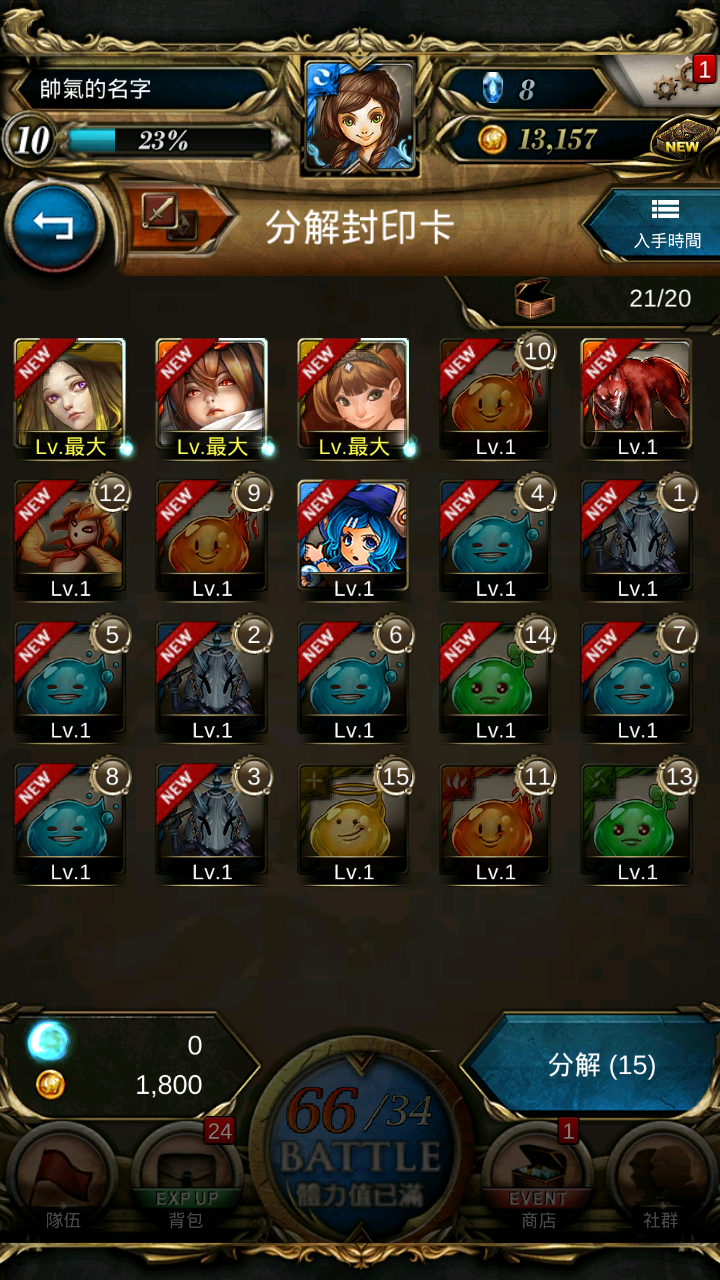 帥氣的名字
8
1
10
23%
13,157
NEW
分解封印卡
入手時間
21/20
NEW
NEW
NEW
NEW 10
NEW
Lv.最大
Lv.最大
Lv.最大
Lv.1
Lv.1
NEW 12
NEW 9
NEW
NEW 4
NEW 1
Lv.1
Lv.1
Lv.1
Lv.1
Lv.1
NEW 5
NEW 2
NEW 6
NEW 14
NEW 7
Lv.1
Lv.1
Lv.1
Lv.1
Lv.1
NEW 8
NEW 3
15
11
13
Lv.1
Lv.1
Lv.1
Lv.1
Lv.1
0
1,800
分解 (15)
66/34
BATTLE
體力值已滿
24
1
EXP UP
EVENT
隊伍
背包
商店
社群